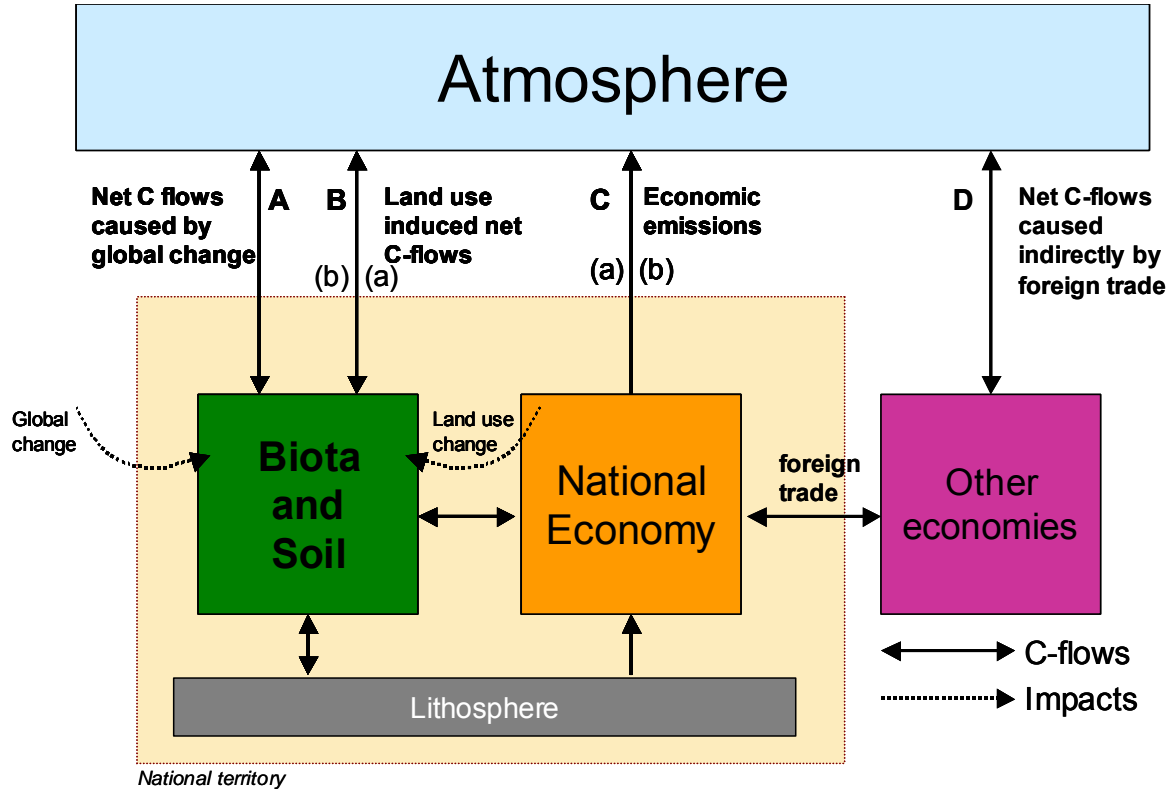 Atmosphere
Net C flows
caused by
global change
A
B
Land use
induced net
C-flows
(b)
(a)
C
Economic
emissions
(a)
(b)
D
Net C-flows
caused
indirectly by
foreign trade
Global
change
Biota
and
Soil
Land use
change
National
Economy
foreign
trade
Other
economies
C-flows
Impacts
Lithosphere
National territory